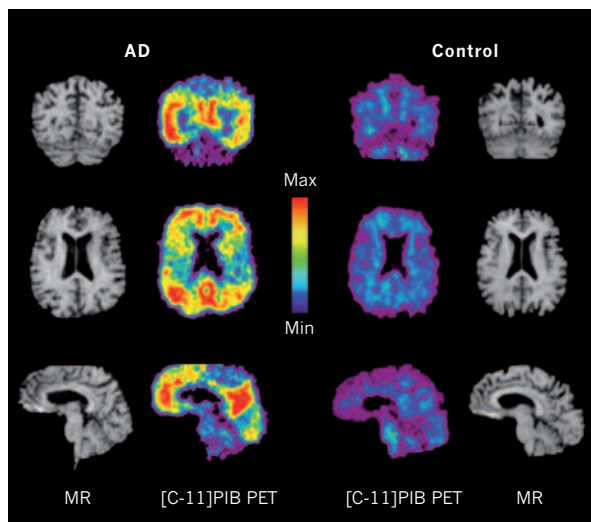 AD Control
Max
Min
MR [C-11]PIB PET [C-11]PIB PET MR